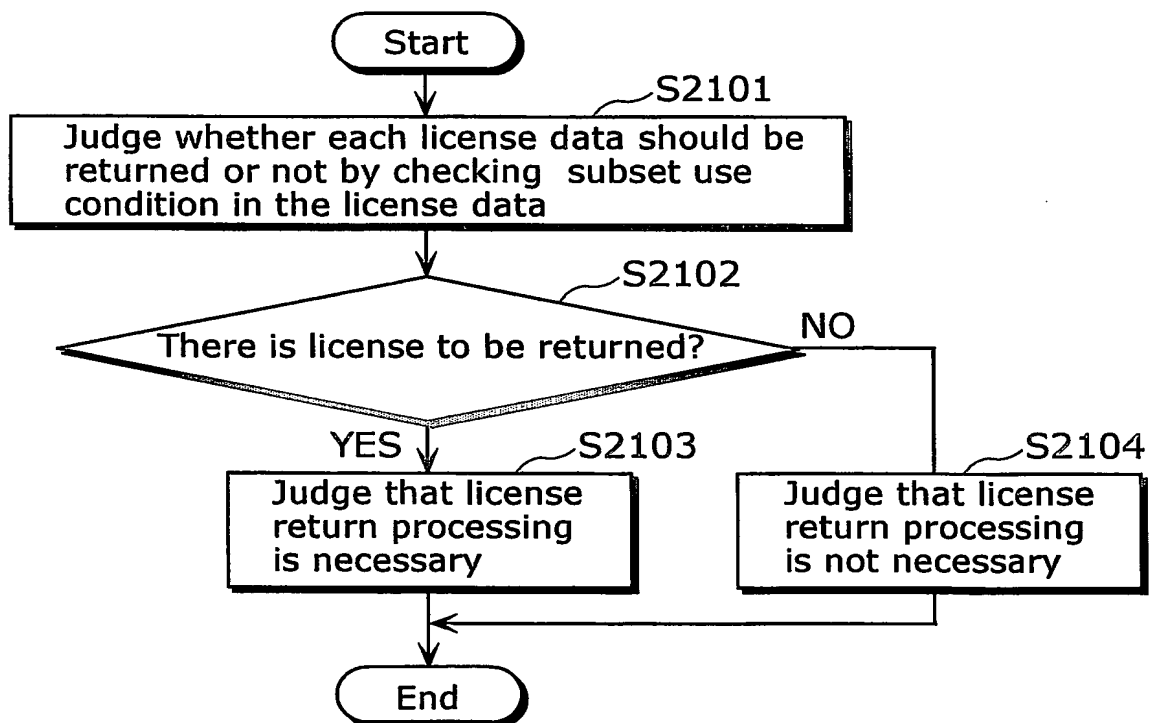 Start
S2101
Judge whether each license data should be
returned or not by checking subset use
condition in the license data
S2102
There is license to be returned?
NO
YES
S2103
Judge that license
return processing
is necessary
S2104
Judge that license
return processing
is not necessary
End